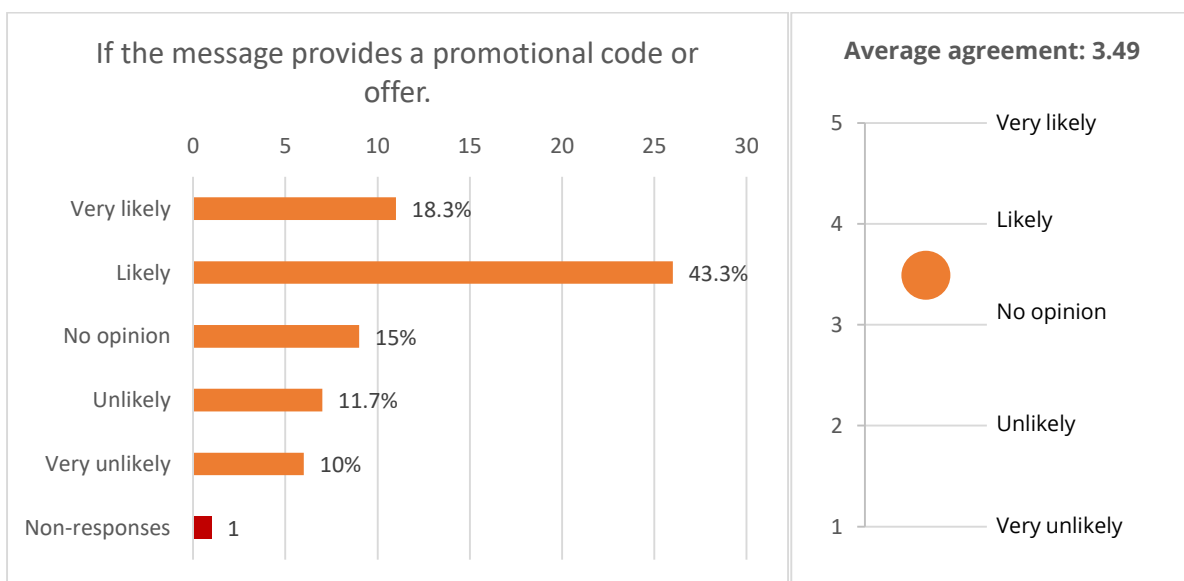 If the message provides a promotional code or
offer.
0 5 10 15 20 25 30
Very likely 18.3%
Likely 43.3%
No opinion 15%
Unlikely 11.7%
Very unlikely 10%
Non-responses 1
Average agreement: 3.49
5 Very likely
4 Likely
3 No opinion
2 Unlikely
1 Very unlikely